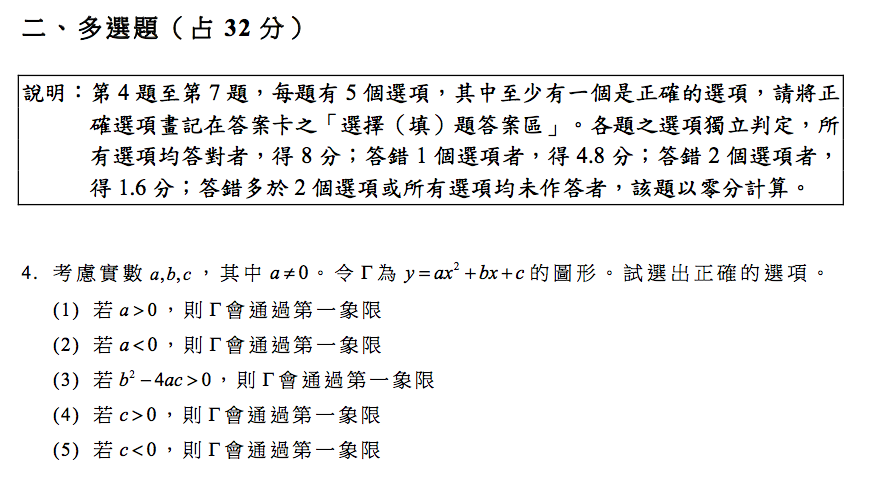 二、多選題（占 32 分）
說明：第 4 題至第 7 題，每題有 5 個選項，其中至少有一個是正確的選項，請將正
確選項畫記在答案卡之「選擇（填）題答案區」。各題之選項獨立判定，所
有選項均答對者，得 8 分；答錯 1 個選項者，得 4.8 分；答錯 2 個選項者，
得 1.6 分；答錯多於 2 個選項或所有選項均未作答者，該題以零分計算。
4. 考慮實數 a,b,c ，其中 a≠0。令 Γ 為 y=ax²+bx+c 的圖形。試選出正確的選項。
(1) 若 a>0，則 Γ 會通過第一象限
(2) 若 a<0，則 Γ 會通過第一象限
(3) 若 b²−4ac>0，則 Γ 會通過第一象限
(4) 若 c>0，則 Γ 會通過第一象限
(5) 若 c<0，則 Γ 會通過第一象限